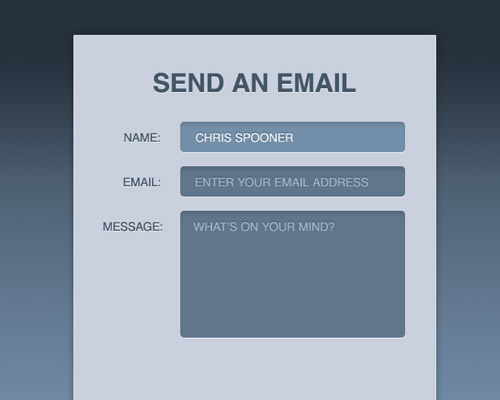 SEND AN EMAIL
NAME: CHRIS SPOONER
EMAIL: ENTER YOUR EMAIL ADDRESS
MESSAGE: WHAT'S ON YOUR MIND?